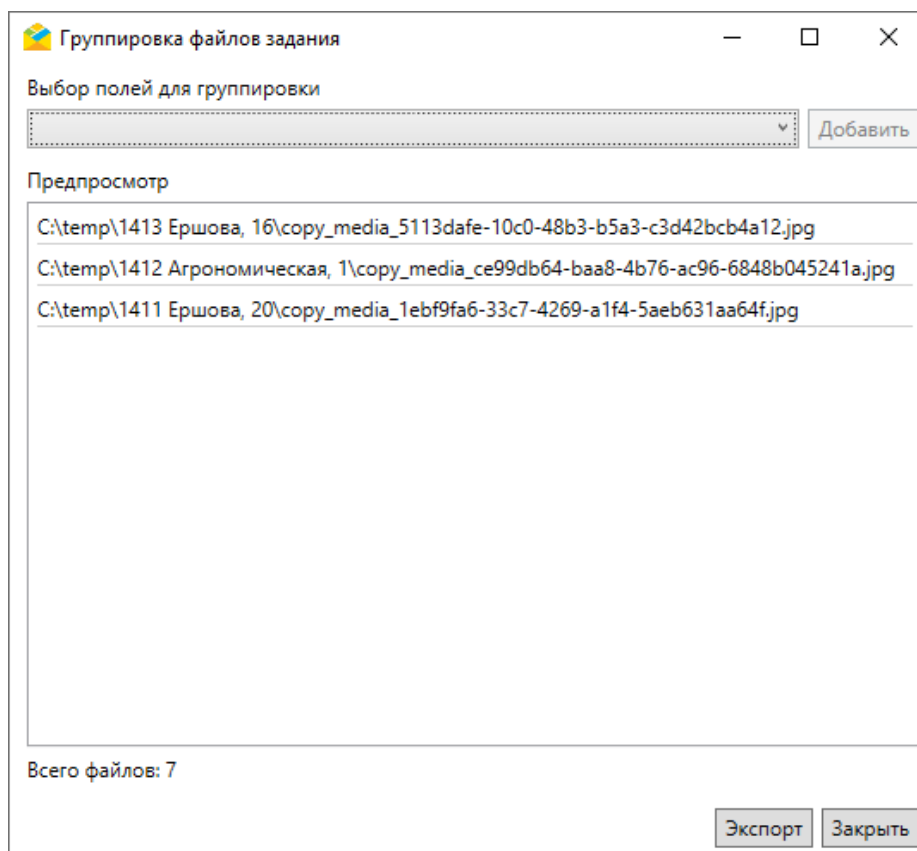 Группировка файлов задания
Выбор полей для группировки
Добавить
Предпросмотр
C:\temp\1413 Ершова, 16\copy_media_5113dafe-10c0-48b3-b5a3-c3d42bcb4a12.jpg
C:\temp\1412 Агрономическая, 1\copy_media_ce99db64-baa8-4b76-ac96-6848b045241a.jpg
C:\temp\1411 Ершова, 20\copy_media_1ebf9fa6-33c7-4269-a1f4-5aeb631aa64f.jpg
Всего файлов: 7
Экспорт Закрыть